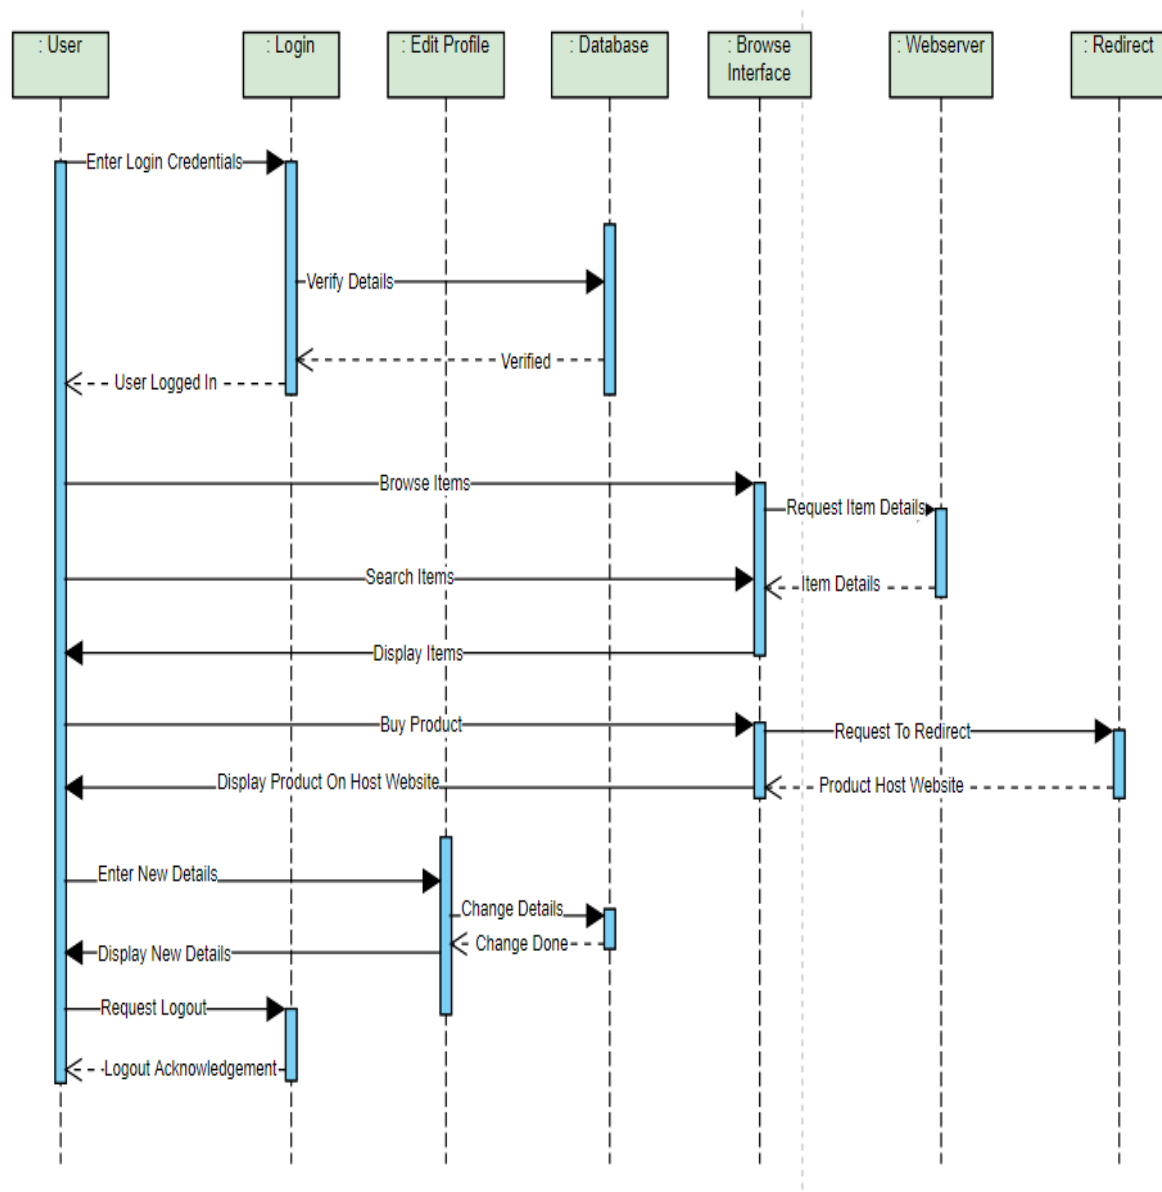 : User
: Login
: Edit Profile
: Database
: Browse
Interface
: Webserver
: Redirect
Enter Login Credentials
Verify Details
Verified
User Logged In
Browse Items
Request Item Details
Search Items
Item Details
Display Items
Buy Product
Request To Redirect
Display Product On Host Website
Product Host Website
Enter New Details
Change Details
Change Done
Display New Details
Request Logout
Logout Acknowledgement